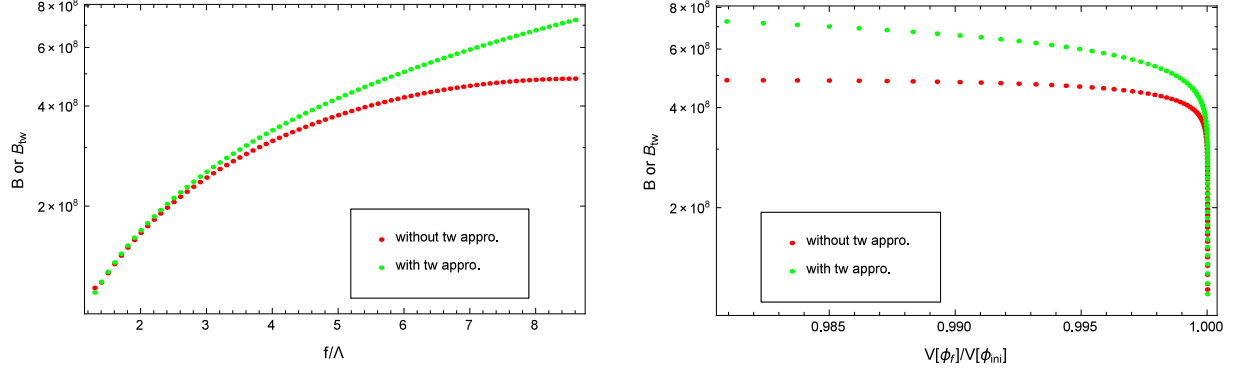 8×10⁸
6×10⁸
4×10⁸
2×10⁸
B or B_tw
without tw appro.
with tw appro.
2 3 4 5 6 7 8
f/Λ
8×10⁸
6×10⁸
4×10⁸
2×10⁸
B or B_tw
without tw appro.
with tw appro.
0.985 0.990 0.995 1.000
V[ϕ_f]/V[ϕ_ini]